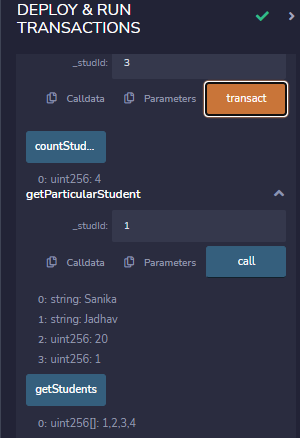 DEPLOY & RUN
TRANSACTIONS
_studId: 3
Calldata Parameters transact
countStud...
0: uint256: 4
getParticularStudent
_studId: 1
Calldata Parameters call
0: string: Sanika
1: string: Jadhav
2: uint256: 20
3: uint256: 1
getStudents
0: uint256[]: 1,2,3,4